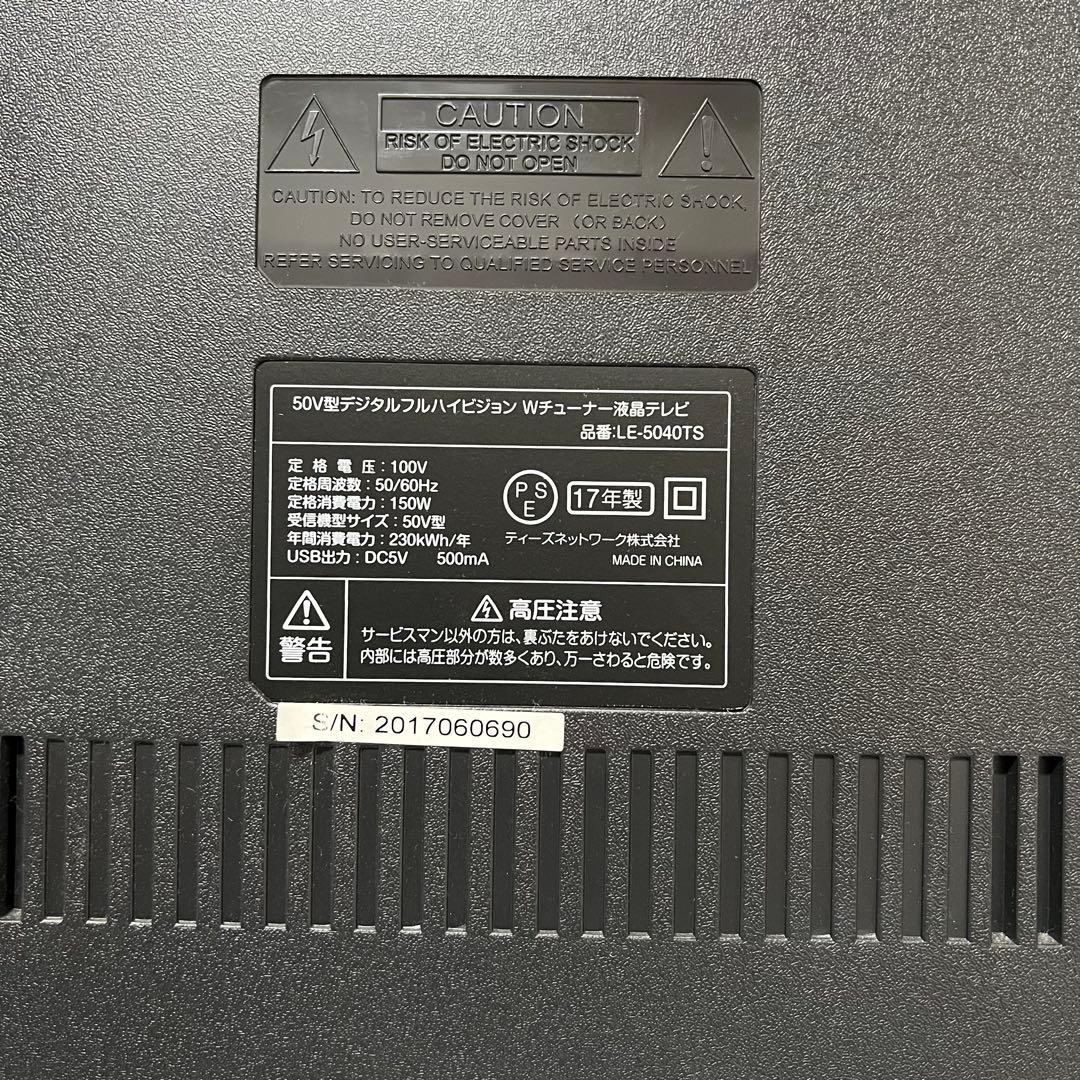 CAUTION
RISK OF ELECTRIC SHOCK
DO NOT OPEN
CAUTION: TO REDUCE THE RISK OF ELECTRIC SHOCK,
DO NOT REMOVE COVER (OR BACK)
NO USER-SERVICEABLE PARTS INSIDE
REFER SERVICING TO QUALIFIED SERVICE PERSONNEL
50V型デジタルフルハイビジョン Wチューナー液晶テレビ
品番:LE-5040TS
定格電圧:100V
定格周波数:50/60Hz
定格消費電力:150W
受信機型サイズ:50V型
年間消費電力:230kWh/年
USB出力:DC5V 500mA
PSE
17年製
ティーズネットワーク株式会社
MADE IN CHINA
警告
高圧注意
サービスマン以外の方は、裏ぶたをあけないでください。
内部には高圧部分が数多くあり、万一さわると危険です。
S/N: 2017060690